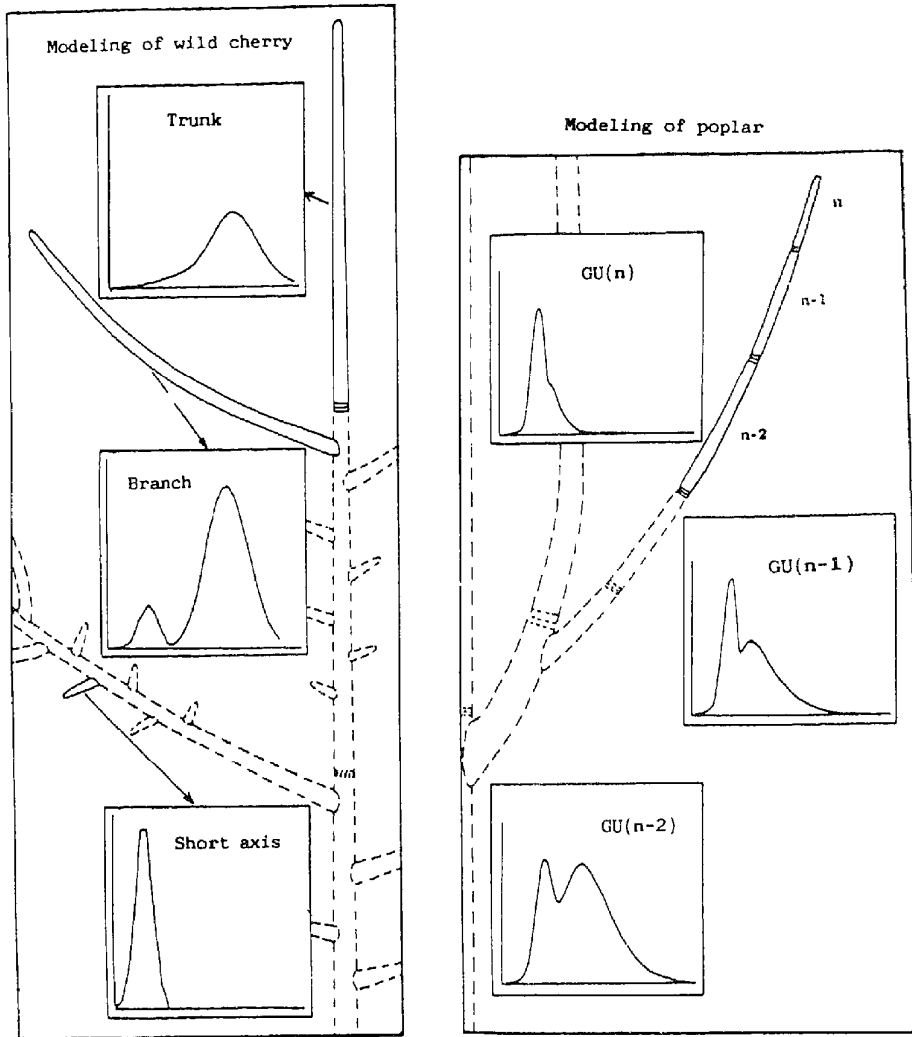 Modeling of wild cherry
Trunk
Branch
Short axis
Modeling of poplar
n
GU(n)
n-1
n-2
GU(n-1)
GU(n-2)